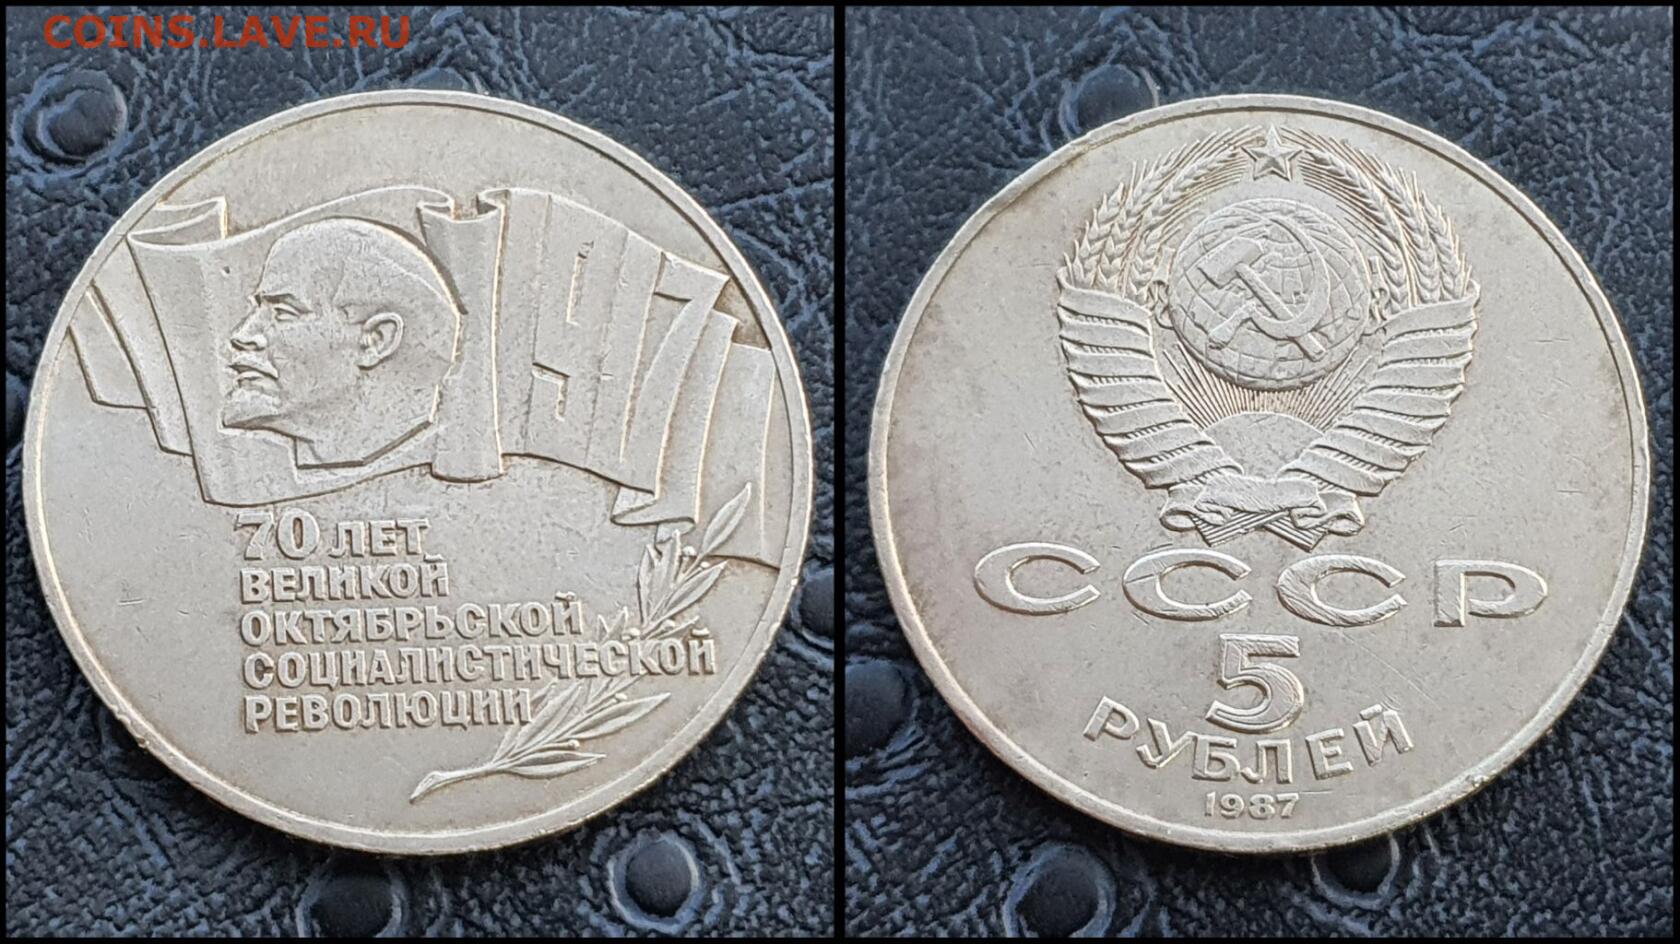 COINS.LAVE.RU
1917
70 ЛЕТ
ВЕЛИКОЙ
ОКТЯБРЬСКОЙ
СОЦИАЛИСТИЧЕСКОЙ
РЕВОЛЮЦИИ
СССР
5
РУБЛЕЙ
1987